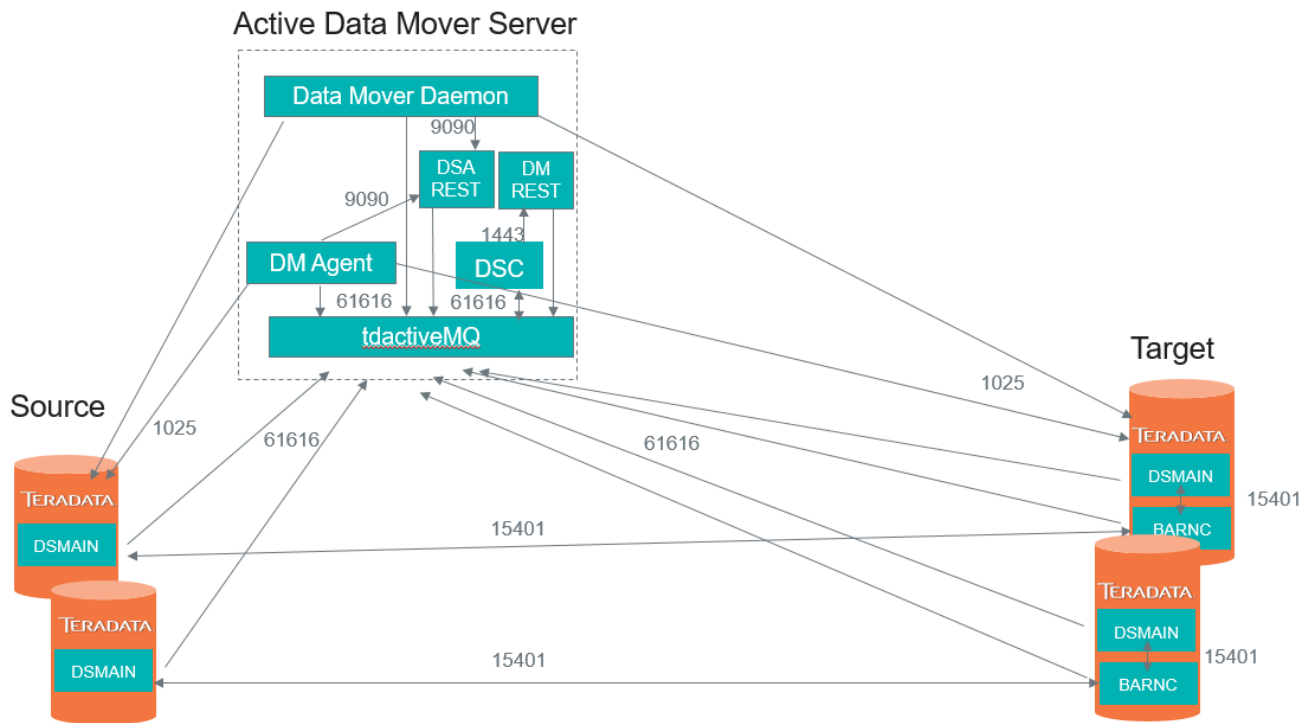 Active Data Mover Server
Data Mover Daemon
9090
DSA
REST
DM
REST
9090
1443
DM Agent
DSC
61616
61616
tdactiveMQ
Target
Source
1025
1025
61616
61616
TERADATA
DSMAIN
15401
BARNC
TERADATA
DSMAIN
15401
TERADATA
DSMAIN
15401
TERADATA
DSMAIN
15401
BARNC